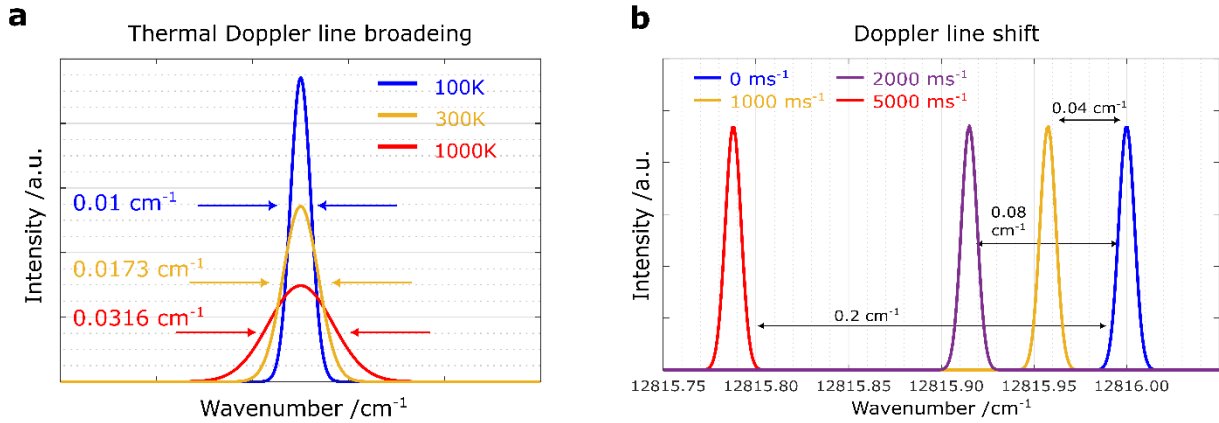 a
Thermal Doppler line broadeing
100K
300K
1000K
0.01 cm⁻¹
0.0173 cm⁻¹
0.0316 cm⁻¹
Intensity /a.u.
Wavenumber /cm⁻¹
b
Doppler line shift
0 ms⁻¹
2000 ms⁻¹
1000 ms⁻¹
5000 ms⁻¹
0.04 cm⁻¹
0.08
cm⁻¹
0.2 cm⁻¹
Intensity /a.u.
12815.75 12815.80 12815.85 12815.90 12815.95 12816.00
Wavenumber /cm⁻¹